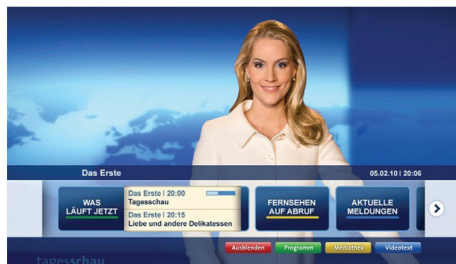 Das Erste
05.02.10 | 20:06
WAS
LÄUFT JETZT
Das Erste | 20:00
Tagesschau
Das Erste | 20:15
Liebe und andere Delikatessen
FERNSEHEN
AUF ABRUF
AKTUELLE
MELDUNGEN
Ausblenden
Programm
Mediathek
Videotext
tagesschau